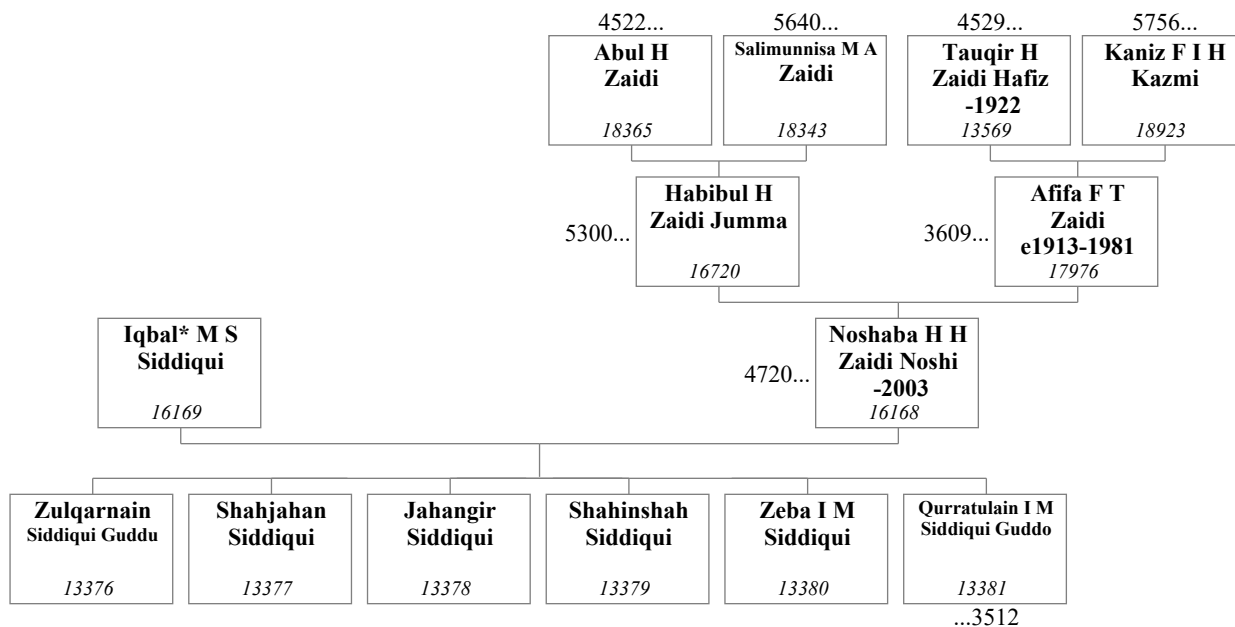 4522...
5640...
4529...
5756...
Abul H
Zaidi
18365
Salimunnisa M A
Zaidi
18343
Tauqir H
Zaidi Hafiz
-1922
13569
Kaniz F I H
Kazmi
18923
5300...
Habibul H
Zaidi Jumma
16720
3609...
Afifa F T
Zaidi
e1913-1981
17976
Iqbal* M S
Siddiqui
16169
4720...
Noshaba H H
Zaidi Noshi
-2003
16168
Zulqarnain
Siddiqui Guddu
13376
Shahjahan
Siddiqui
13377
Jahangir
Siddiqui
13378
Shahinshah
Siddiqui
13379
Zeba I M
Siddiqui
13380
Qurratulain I M
Siddiqui Guddo
13381
...3512